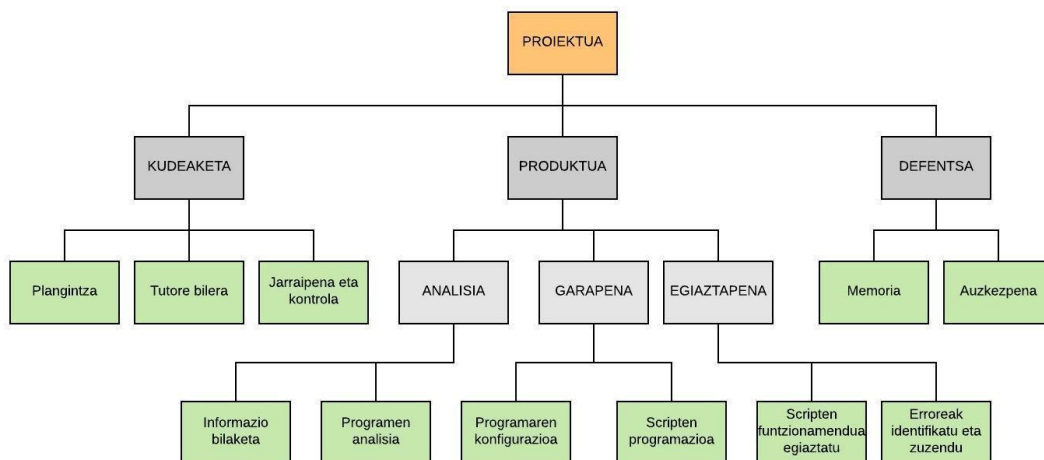 PROIEKTUA
KUDEAKETA
PRODUKTUA
DEFENTSA
Plangintza
Tutore bilera
Jarraipena eta
kontrola
ANALISIA
GARAPENA
EGIAZTAPENA
Memoria
Auzkezpena
Informazio
bilaketa
Programen
analisia
Programaren
konfigurazioa
Scripten
programazioa
Scripten
funtzionamendua
egiaztatu
Erroreak
identifikatu eta
zuzendu